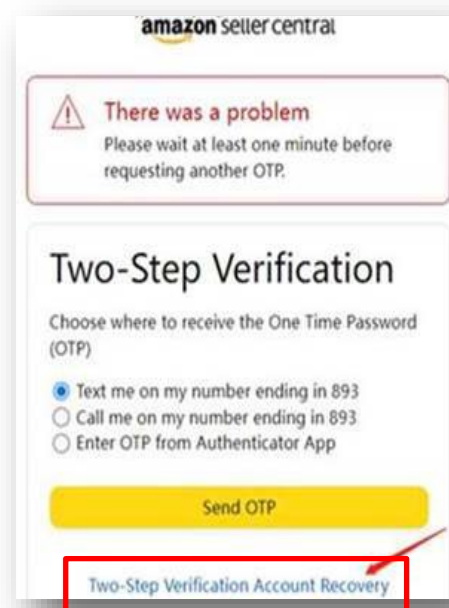 amazon seller central
There was a problem
Please wait at least one minute before
requesting another OTP.
Two-Step Verification
Choose where to receive the One Time Password
(OTP)
Text me on my number ending in 893
Call me on my number ending in 893
Enter OTP from Authenticator App
Send OTP
Two-Step Verification Account Recovery